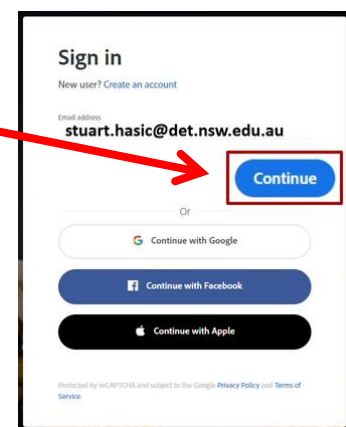 Sign in
New user? Create an account
Email address
stuart.hasic@det.nsw.edu.au
Continue
Or
Continue with Google
Continue with Facebook
Continue with Apple
Protected by reCAPTCHA and subject to the Google Privacy Policy and Terms of
Service.